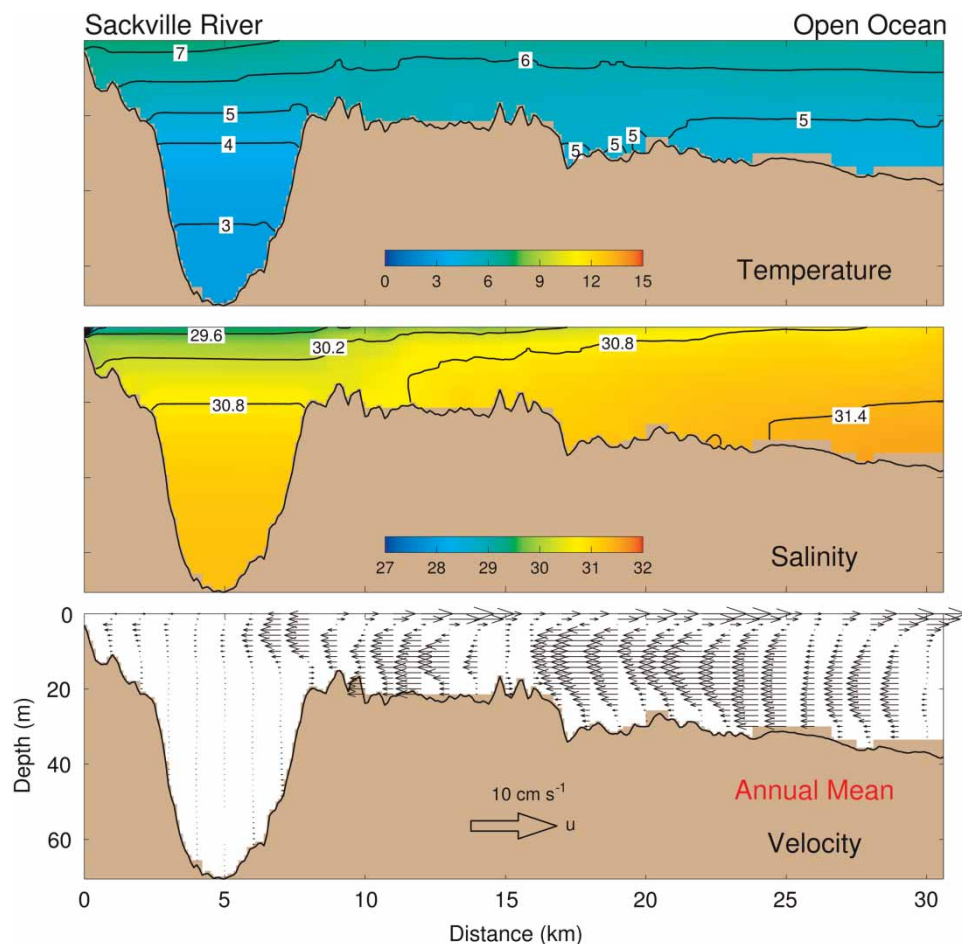 Sackville River Open Ocean
7
6
5
5
5
5
5
4
3
0 3 6 9 12 15
Temperature
29.6
30.2
30.8
30.8
31.4
27 28 29 30 31 32
Salinity
0
20
40
60
Depth (m)
10 cm s⁻¹
u
Annual Mean
Velocity
0 5 10 15 20 25 30
Distance (km)